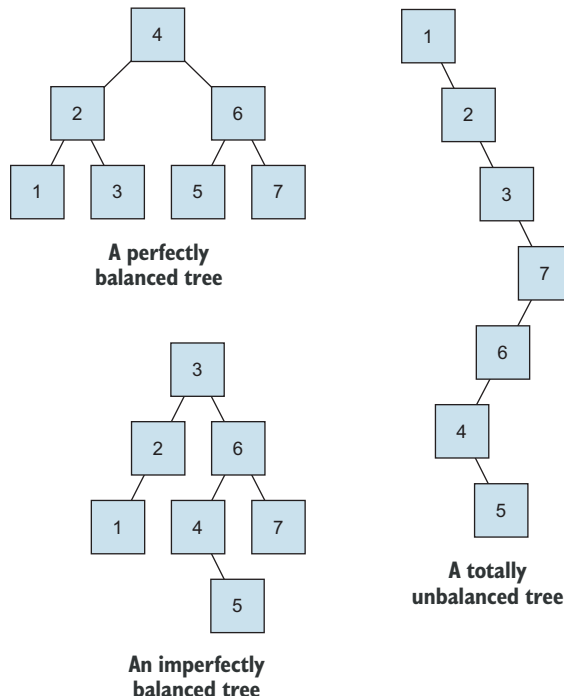 4
2 6
1 3 5 7
A perfectly
balanced tree
3
2 6
1 4 7
5
An imperfectly
balanced tree
1
2
3
7
6
4
5
A totally
unbalanced tree